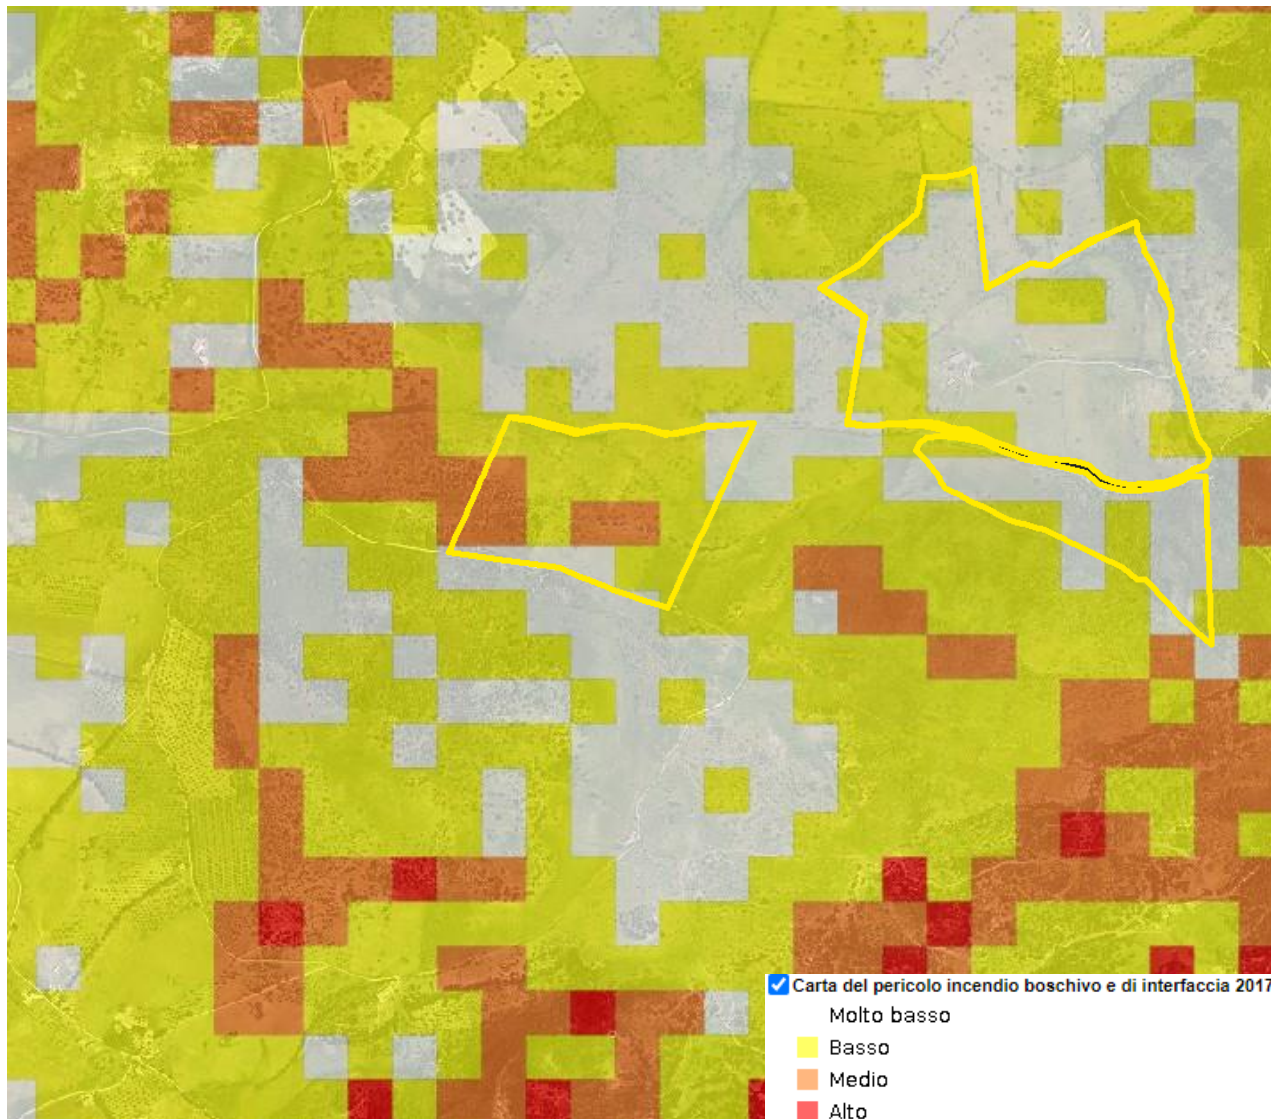 Carta del pericolo incendio boschivo e di interfaccia 2017
Molto basso
Basso
Medio
Alto